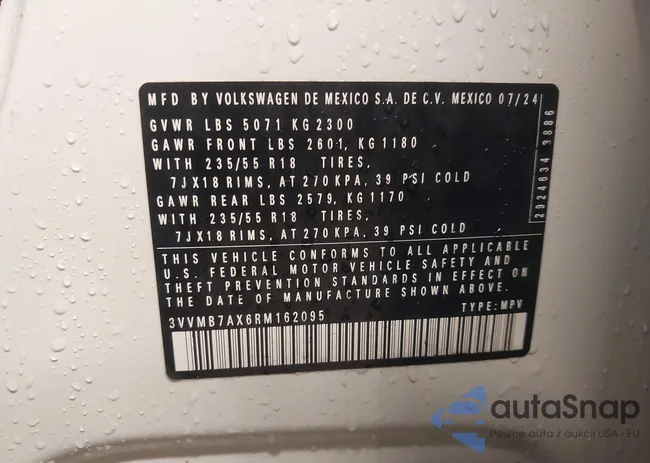 MFD BY VOLKSWAGEN DE MEXICO S.A. DE C.V. MEXICO 07/24
GVWR LBS 5071 KG 2300
GAWR FRONT LBS 2601, KG 1180
WITH 235/55 R18 TIRES,
7JX18 RIMS, AT 270 KPA, 39 PSI COLD
GAWR REAR LBS 2579, KG 1170
WITH 235/55 R18 TIRES,
7JX18 RIMS, AT 270 KPA, 39 PSI COLD
2924634 3886
THIS VEHICLE CONFORMS TO ALL APPLICABLE
U.S. FEDERAL MOTOR VEHICLE SAFETY AND
THEFT PREVENTION STANDARDS IN EFFECT ON
THE DATE OF MANUFACTURE SHOWN ABOVE.
3VVMB7AX6RM162095 TYPE: MPV
autaSnap
Pewne auta z aukcji USA - EU